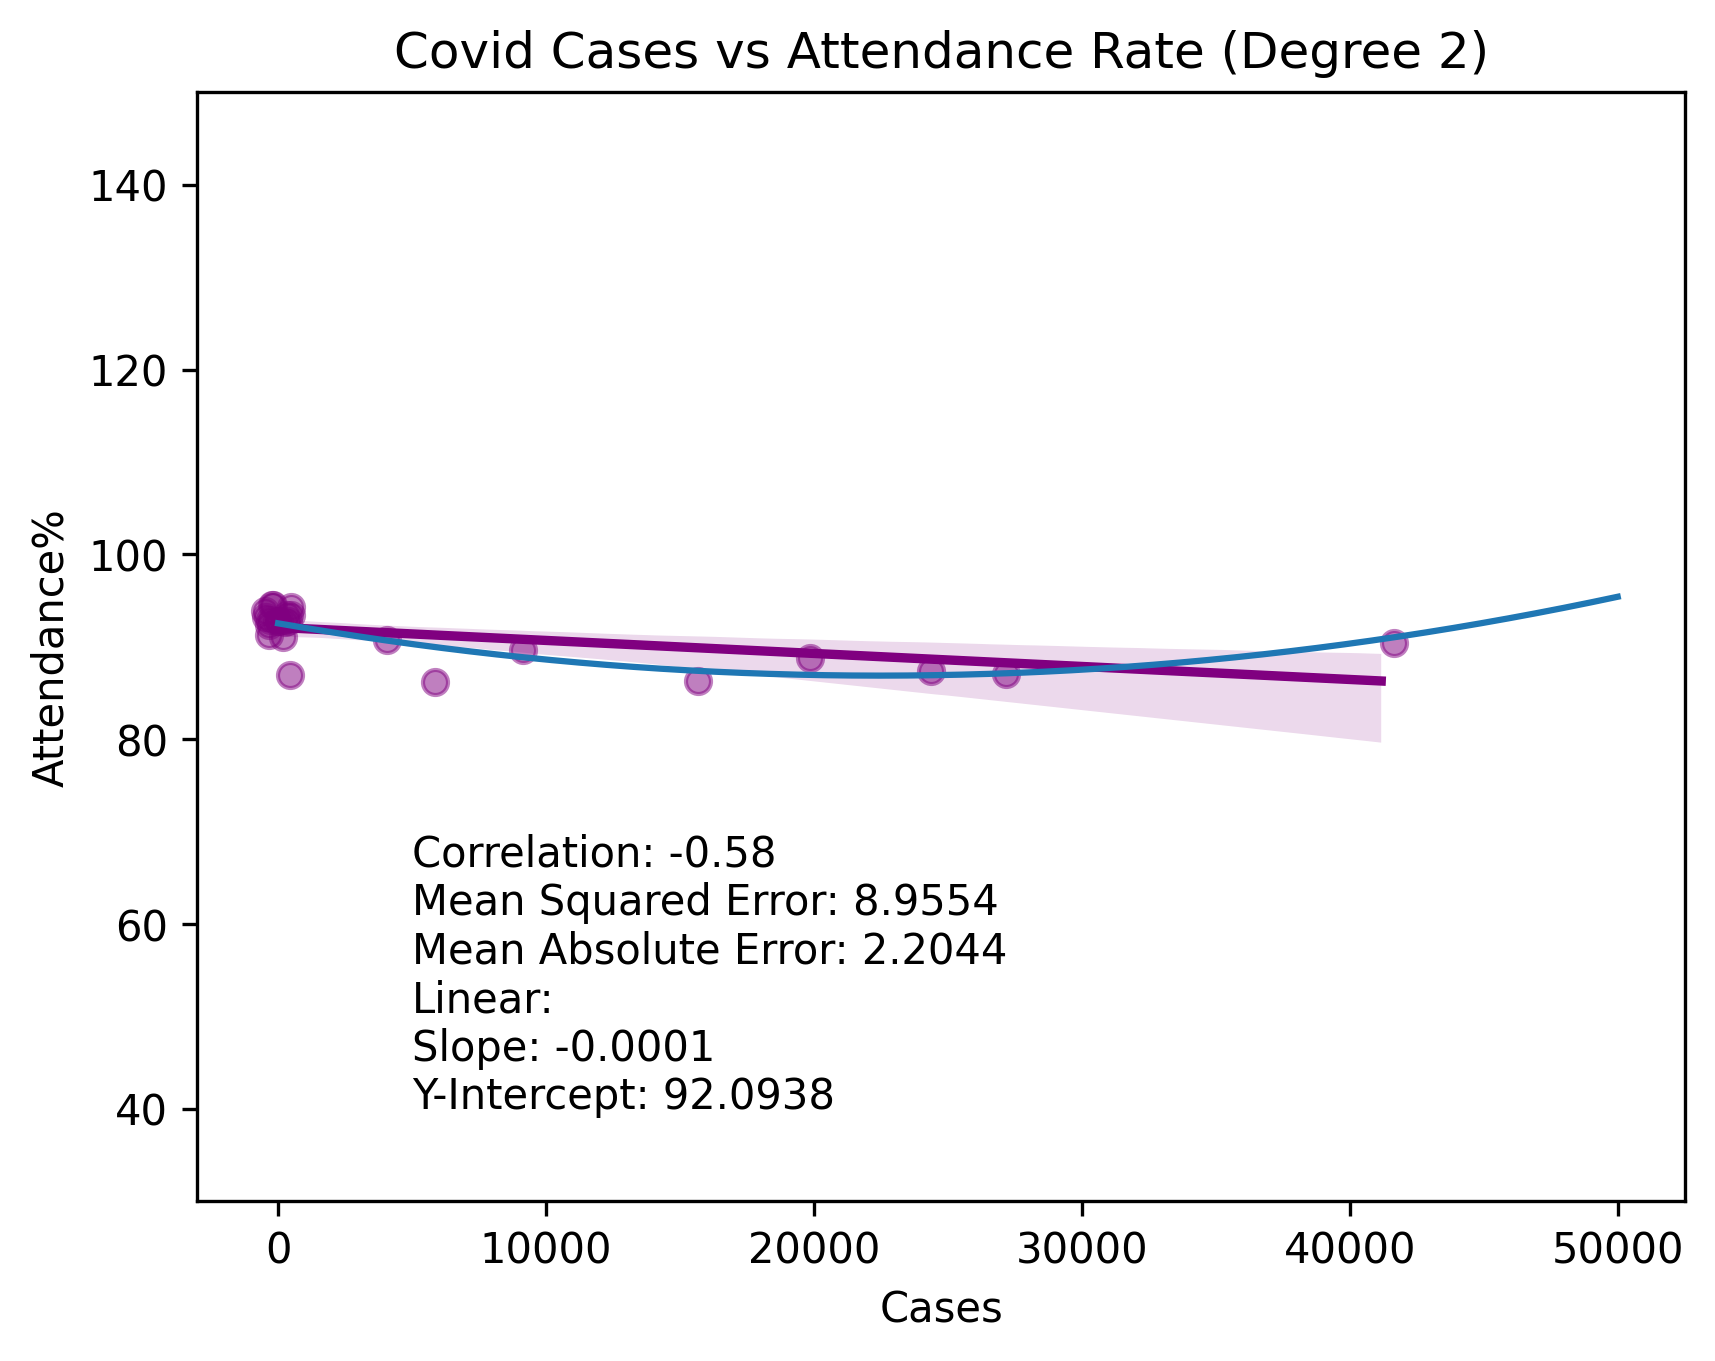 Covid Cases vs Attendance Rate (Degree 2)
140
120
100
80
60
40
Attendance%
Correlation: -0.58
Mean Squared Error: 8.9554
Mean Absolute Error: 2.2044
Linear:
Slope: -0.0001
Y-Intercept: 92.0938
0 10000 20000 30000 40000 50000
Cases